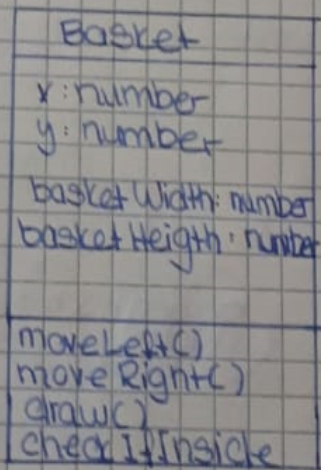 Basket
x: number
y: number
basketWidth: number
basketHeigth: number
moveLeft()
moveRight()
draw()
checkIfInside